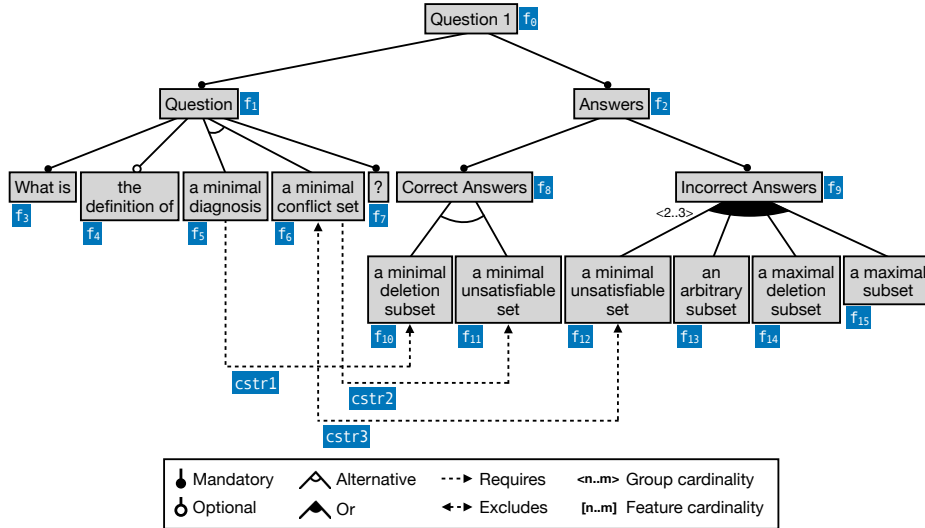 Question 1 f₀
Question f₁
Answers f₂
What is
f₃
the
definition of
f₄
a minimal
diagnosis
f₅
a minimal
conflict set
f₆
?
f₇
Correct Answers f₈
Incorrect Answers f₉
<2..3>
a minimal
deletion
subset
f₁₀
a minimal
unsatisfiable
set
f₁₁
a minimal
unsatisfiable
set
f₁₂
an
arbitrary
subset
f₁₃
a maximal
deletion
subset
f₁₄
a maximal
subset
f₁₅
cstr1
cstr2
cstr3
Mandatory Alternative Requires <n..m> Group cardinality
Optional Or Excludes [n..m] Feature cardinality